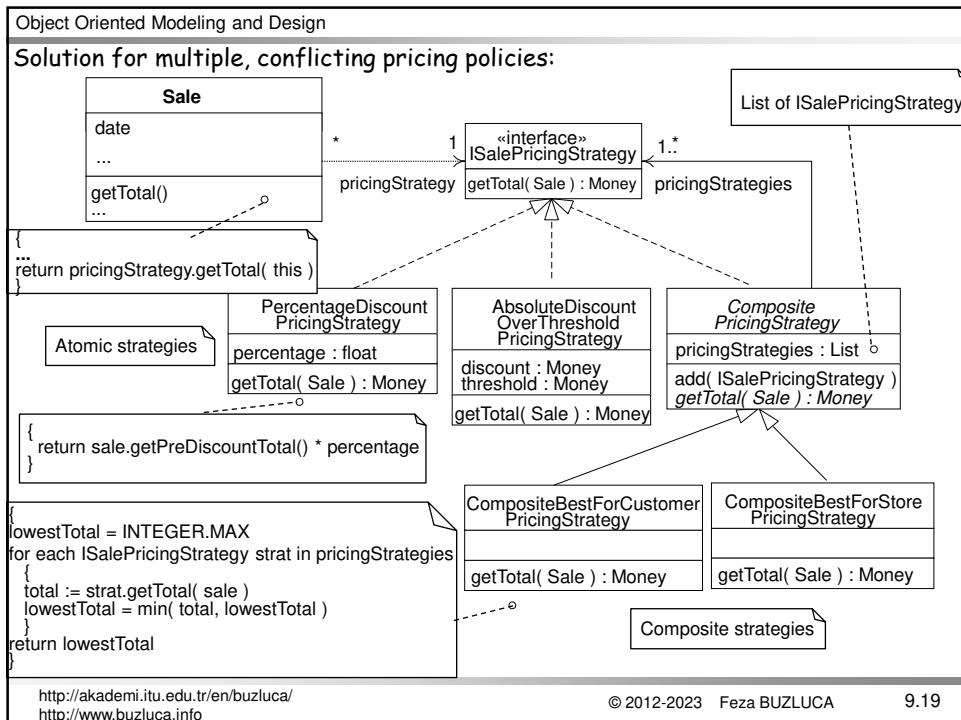 Object Oriented Modeling and Design
Solution for multiple, conflicting pricing policies:
Sale
date
...
getTotal()
...
*
1
pricingStrategy
«interface»
ISalePricingStrategy
getTotal( Sale ) : Money
1..*
pricingStrategies
List of ISalePricingStrategy
{
...
return pricingStrategy.getTotal( this )
}
Atomic strategies
PercentageDiscount
PricingStrategy
percentage : float
getTotal( Sale ) : Money
AbsoluteDiscount
OverThreshold
PricingStrategy
discount : Money
threshold : Money
getTotal( Sale ) : Money
Composite
PricingStrategy
pricingStrategies : List
add( ISalePricingStrategy )
getTotal( Sale ) : Money
{
return sale.getPreDiscountTotal() * percentage
}
{
lowestTotal = INTEGER.MAX
for each ISalePricingStrategy strat in pricingStrategies
{
total := strat.getTotal( sale )
lowestTotal = min( total, lowestTotal )
}
return lowestTotal
}
CompositeBestForCustomer
PricingStrategy
getTotal( Sale ) : Money
CompositeBestForStore
PricingStrategy
getTotal( Sale ) : Money
Composite strategies
http://akademi.itu.edu.tr/en/buzluca/
http://www.buzluca.info
© 2012-2023 Feza BUZLUCA
9.19